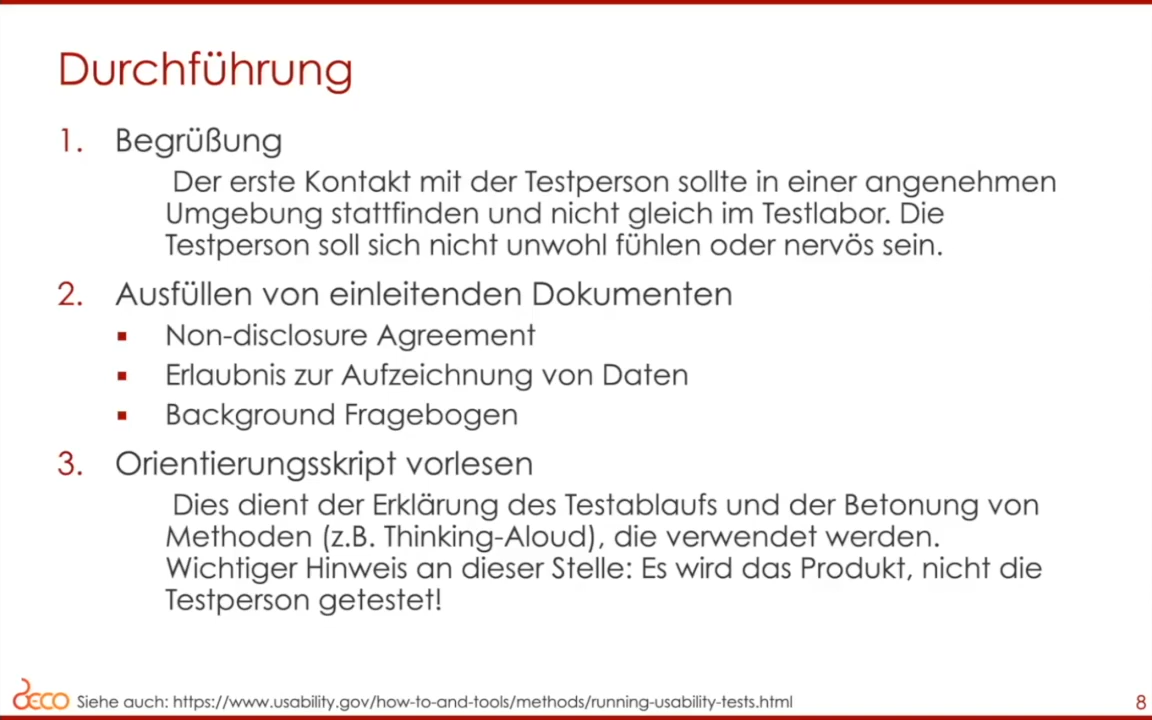 Durchführung
1. Begrüßung
Der erste Kontakt mit der Testperson sollte in einer angenehmen
Umgebung stattfinden und nicht gleich im Testlabor. Die
Testperson soll sich nicht unwohl fühlen oder nervös sein.
2. Ausfüllen von einleitenden Dokumenten
▪ Non-disclosure Agreement
▪ Erlaubnis zur Aufzeichnung von Daten
▪ Background Fragebogen
3. Orientierungsskript vorlesen
Dies dient der Erklärung des Testablaufs und der Betonung von
Methoden (z.B. Thinking-Aloud), die verwendet werden.
Wichtiger Hinweis an dieser Stelle: Es wird das Produkt, nicht die
Testperson getestet!
DECO Siehe auch: https://www.usability.gov/how-to-and-tools/methods/running-usability-tests.html 8